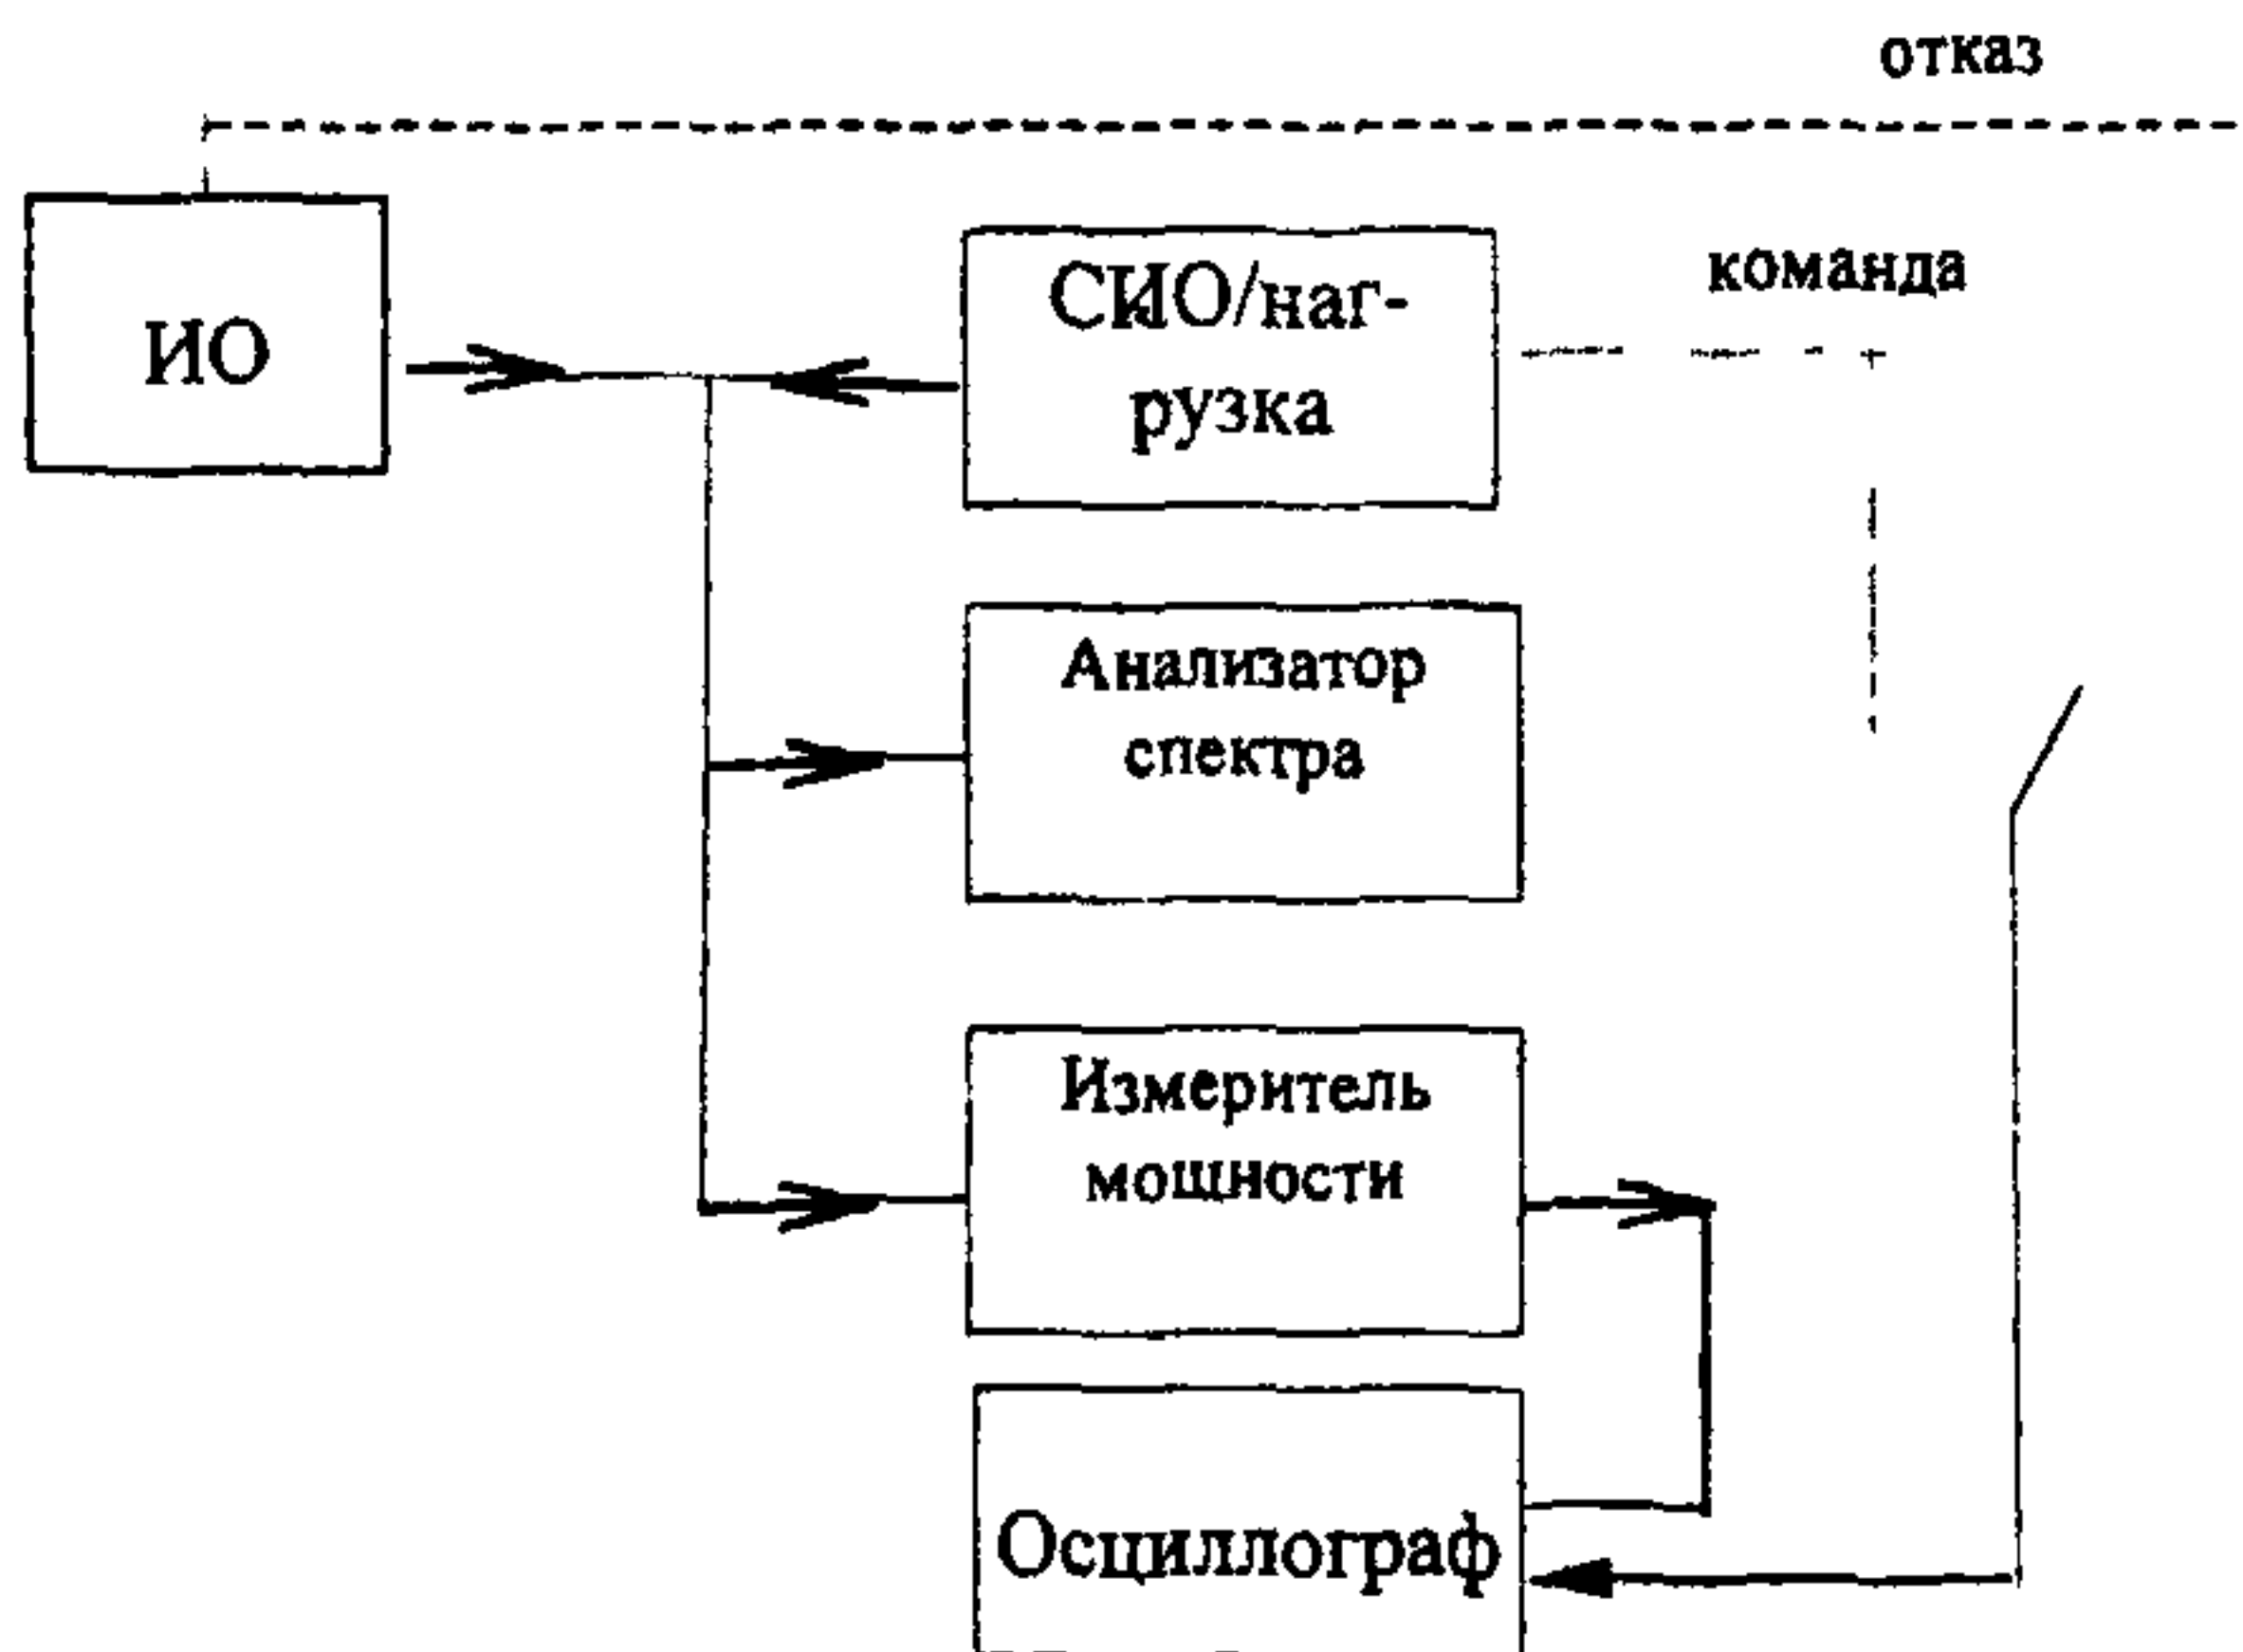 отказ
ИО
СИО/наг-
рузка
команда
Анализатор
спектра
Измеритель
мощности
Осциллограф